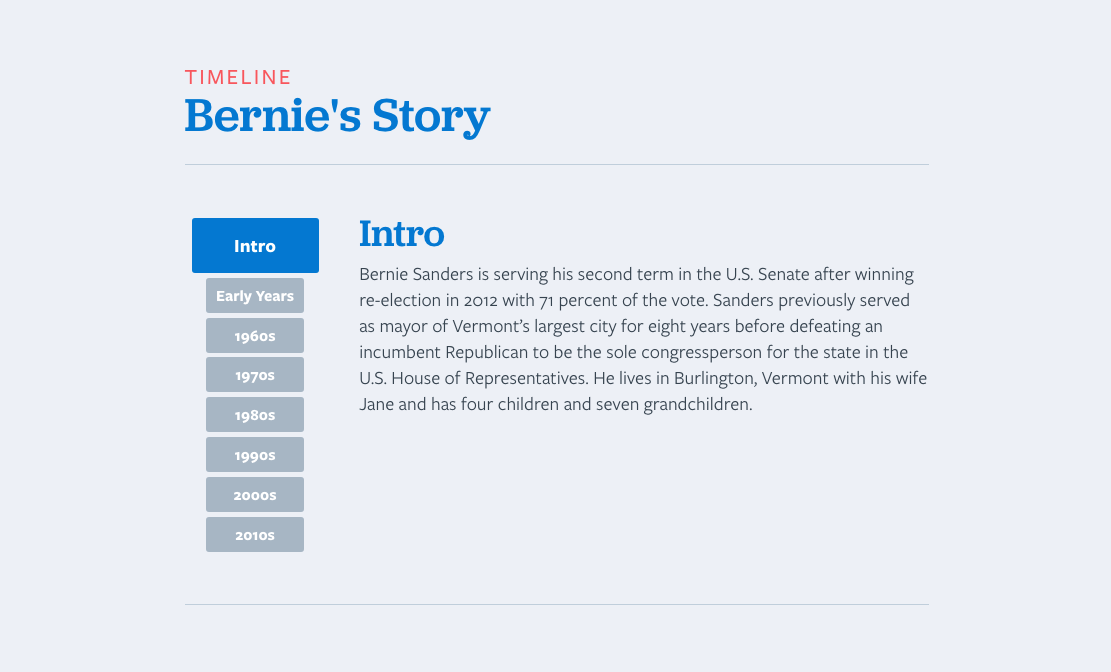 TIMELINE
Bernie's Story
Intro
Early Years
1960s
1970s
1980s
1990s
2000s
2010s
Intro
Bernie Sanders is serving his second term in the U.S. Senate after winning
re-election in 2012 with 71 percent of the vote. Sanders previously served
as mayor of Vermont’s largest city for eight years before defeating an
incumbent Republican to be the sole congressperson for the state in the
U.S. House of Representatives. He lives in Burlington, Vermont with his wife
Jane and has four children and seven grandchildren.